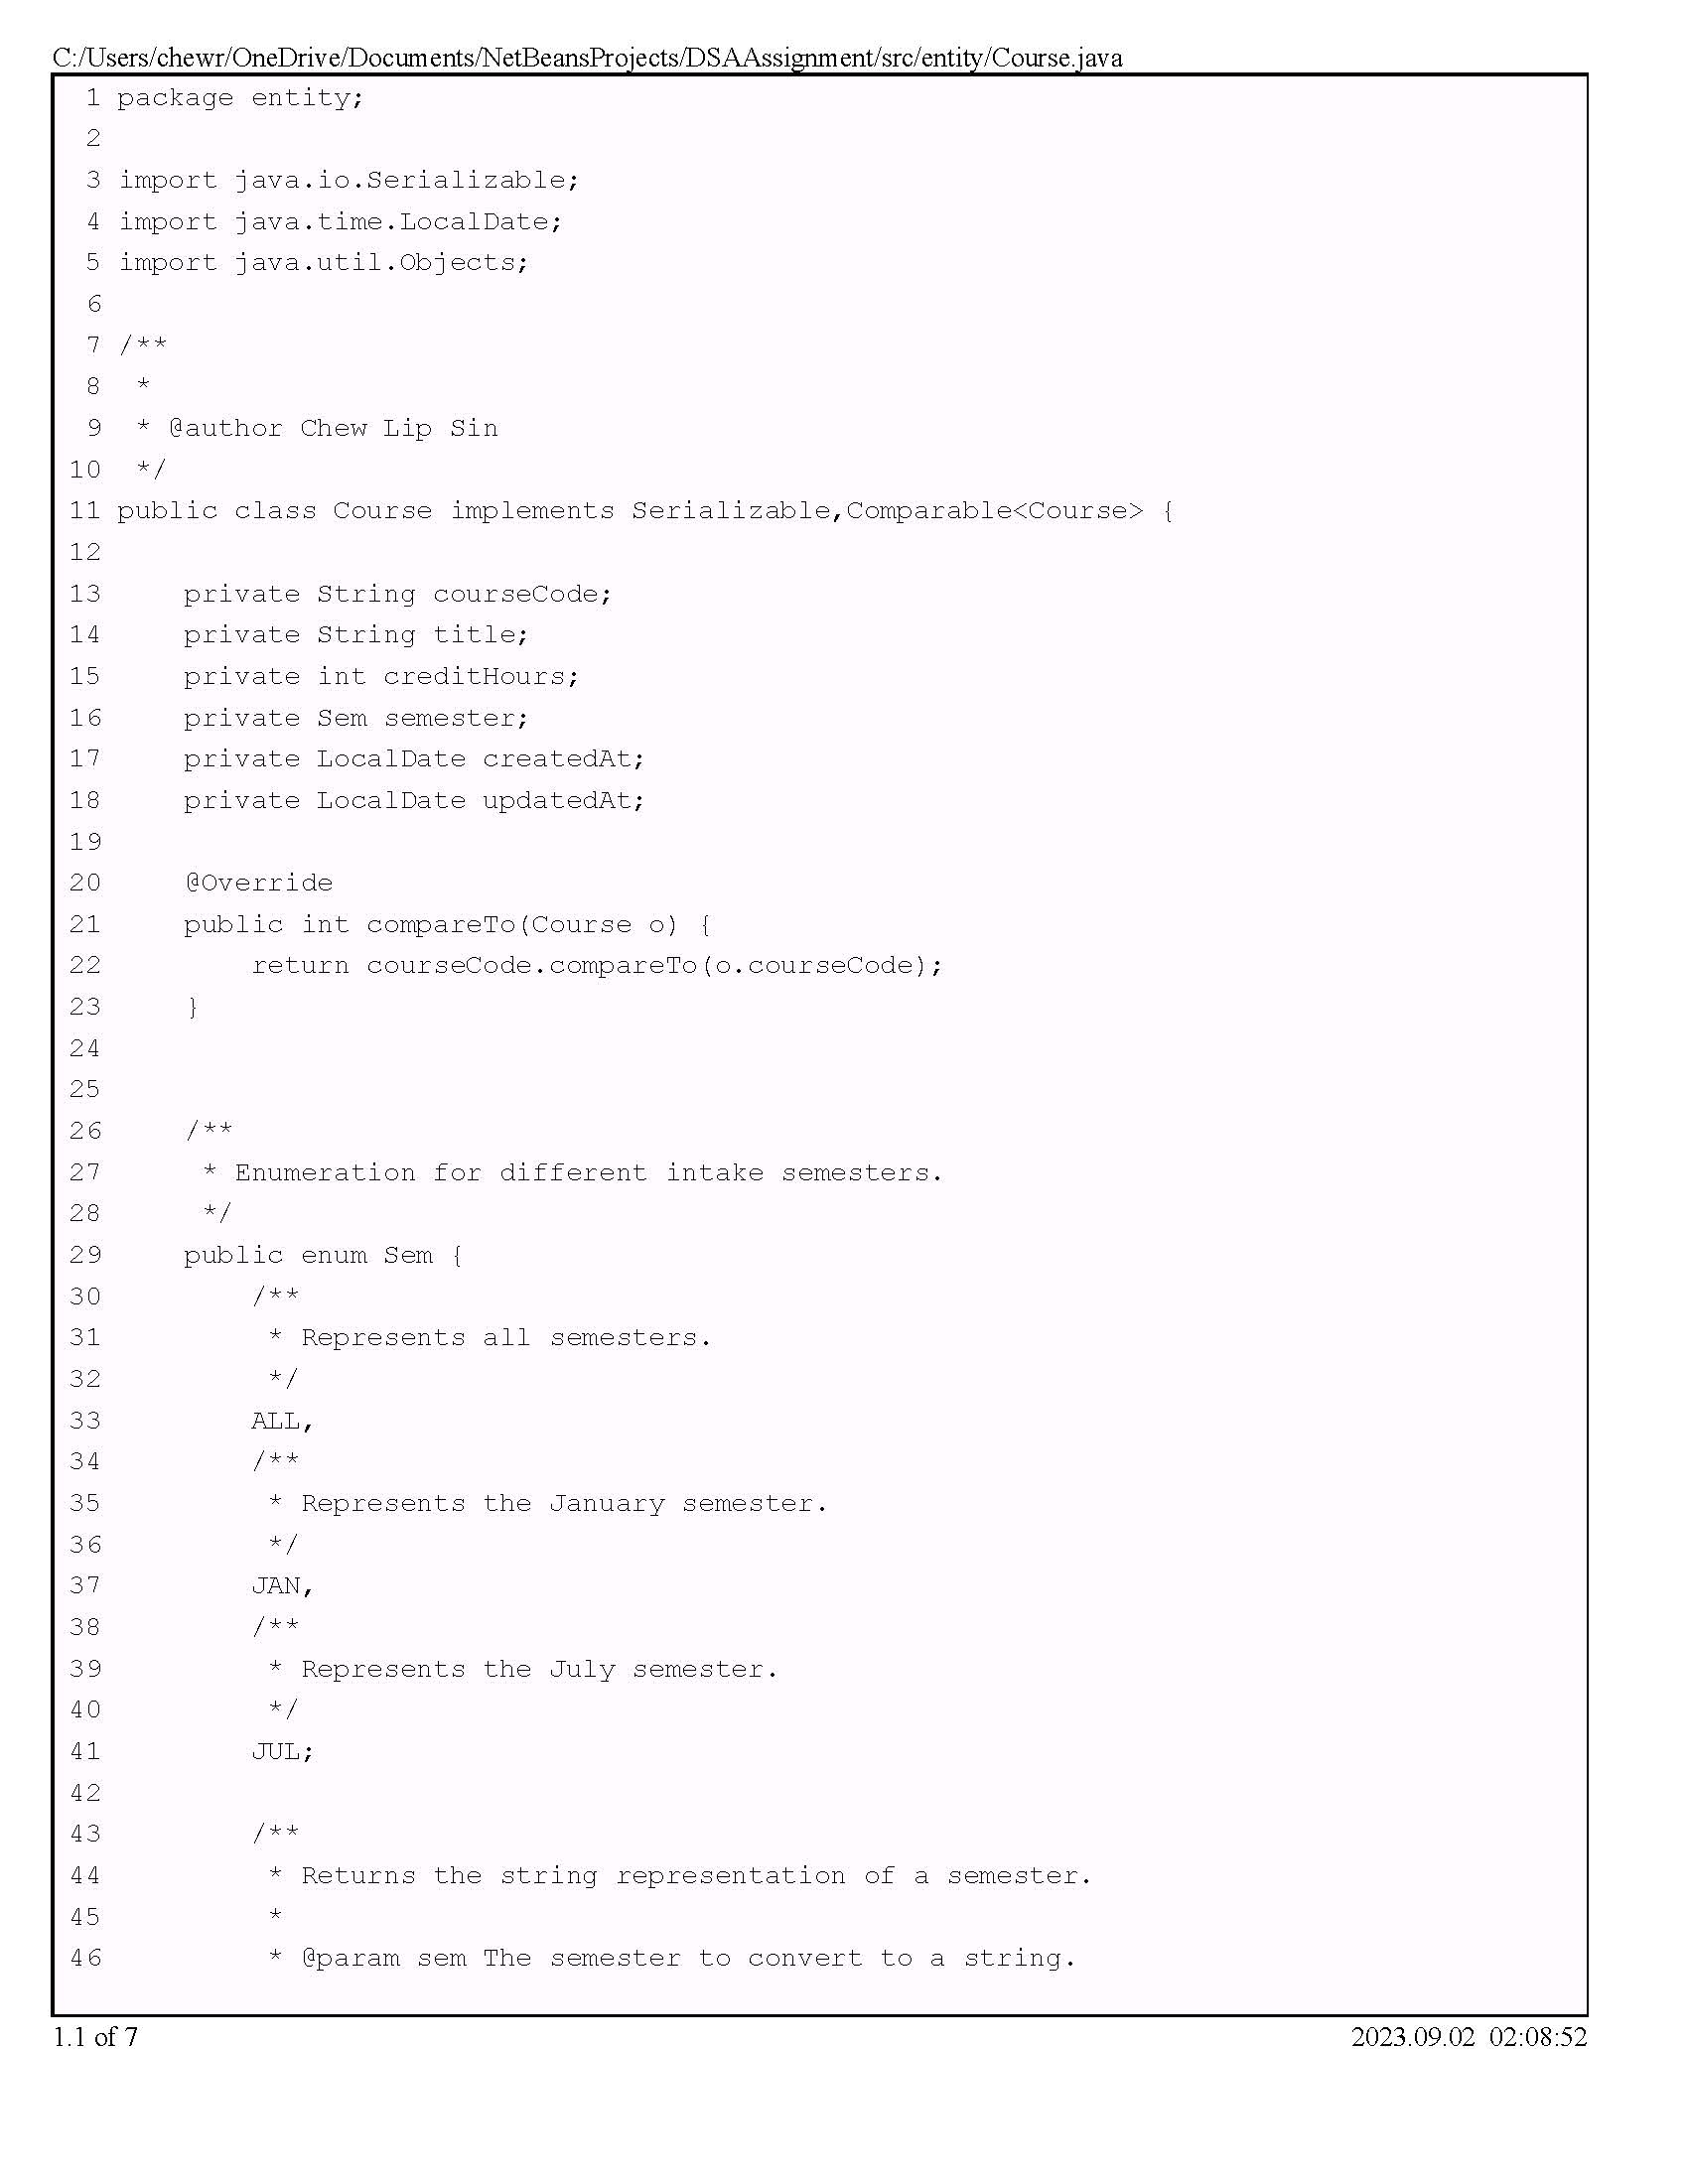 C:/Users/chewr/OneDrive/Documents/NetBeansProjects/DSAAssignment/src/entity/Course.java
1 package entity;
2
3 import java.io.Serializable;
4 import java.time.LocalDate;
5 import java.util.Objects;
6
7 /**
8  *
9  * @author Chew Lip Sin
10  */
11 public class Course implements Serializable,Comparable<Course> {
12
13     private String courseCode;
14     private String title;
15     private int creditHours;
16     private Sem semester;
17     private LocalDate createdAt;
18     private LocalDate updatedAt;
19
20     @Override
21     public int compareTo(Course o) {
22         return courseCode.compareTo(o.courseCode);
23     }
24
25
26     /**
27      * Enumeration for different intake semesters.
28      */
29     public enum Sem {
30         /**
31          * Represents all semesters.
32          */
33         ALL,
34         /**
35          * Represents the January semester.
36          */
37         JAN,
38         /**
39          * Represents the July semester.
40          */
41         JUL;
42
43         /**
44          * Returns the string representation of a semester.
45          *
46          * @param sem The semester to convert to a string.
1.1 of 7 2023.09.02 02:08:52